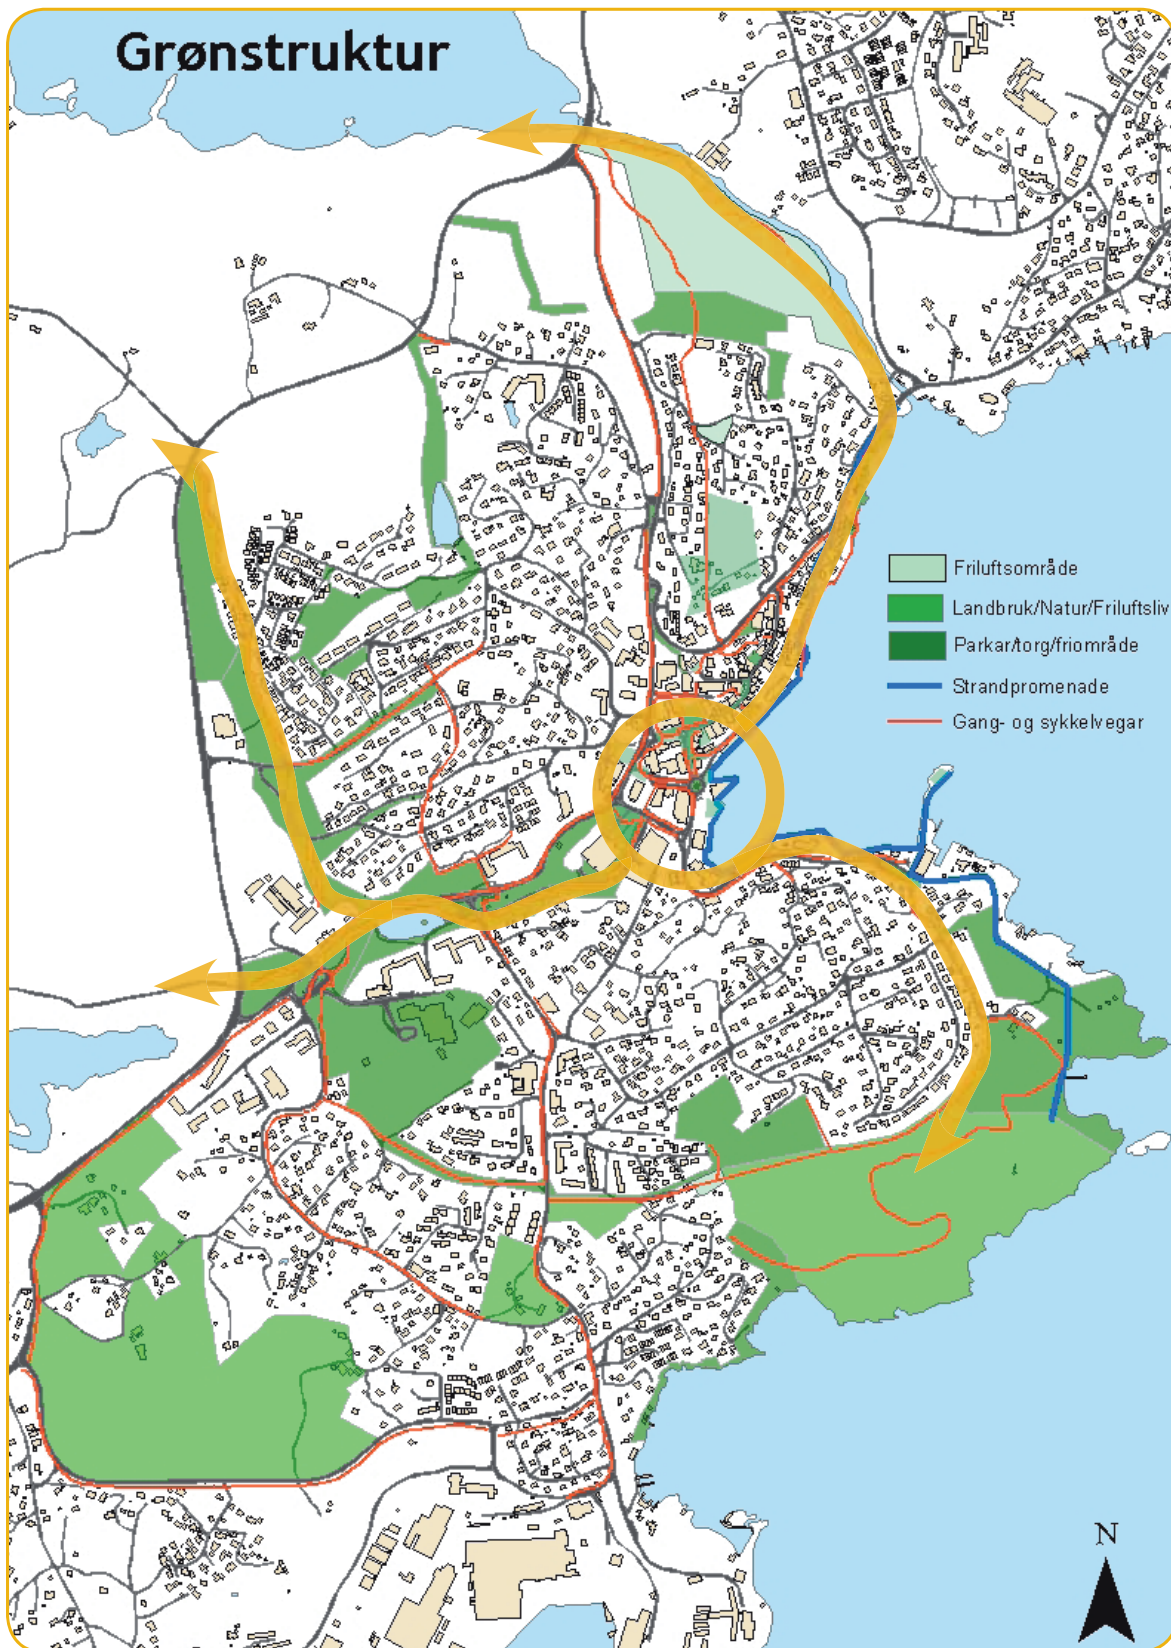 Grønstruktur
Friluftsområde
Landbruk/Natur/Friluftsliv
Parkar/torg/friområde
Strandpromenade
Gang- og sykkelvegar
N